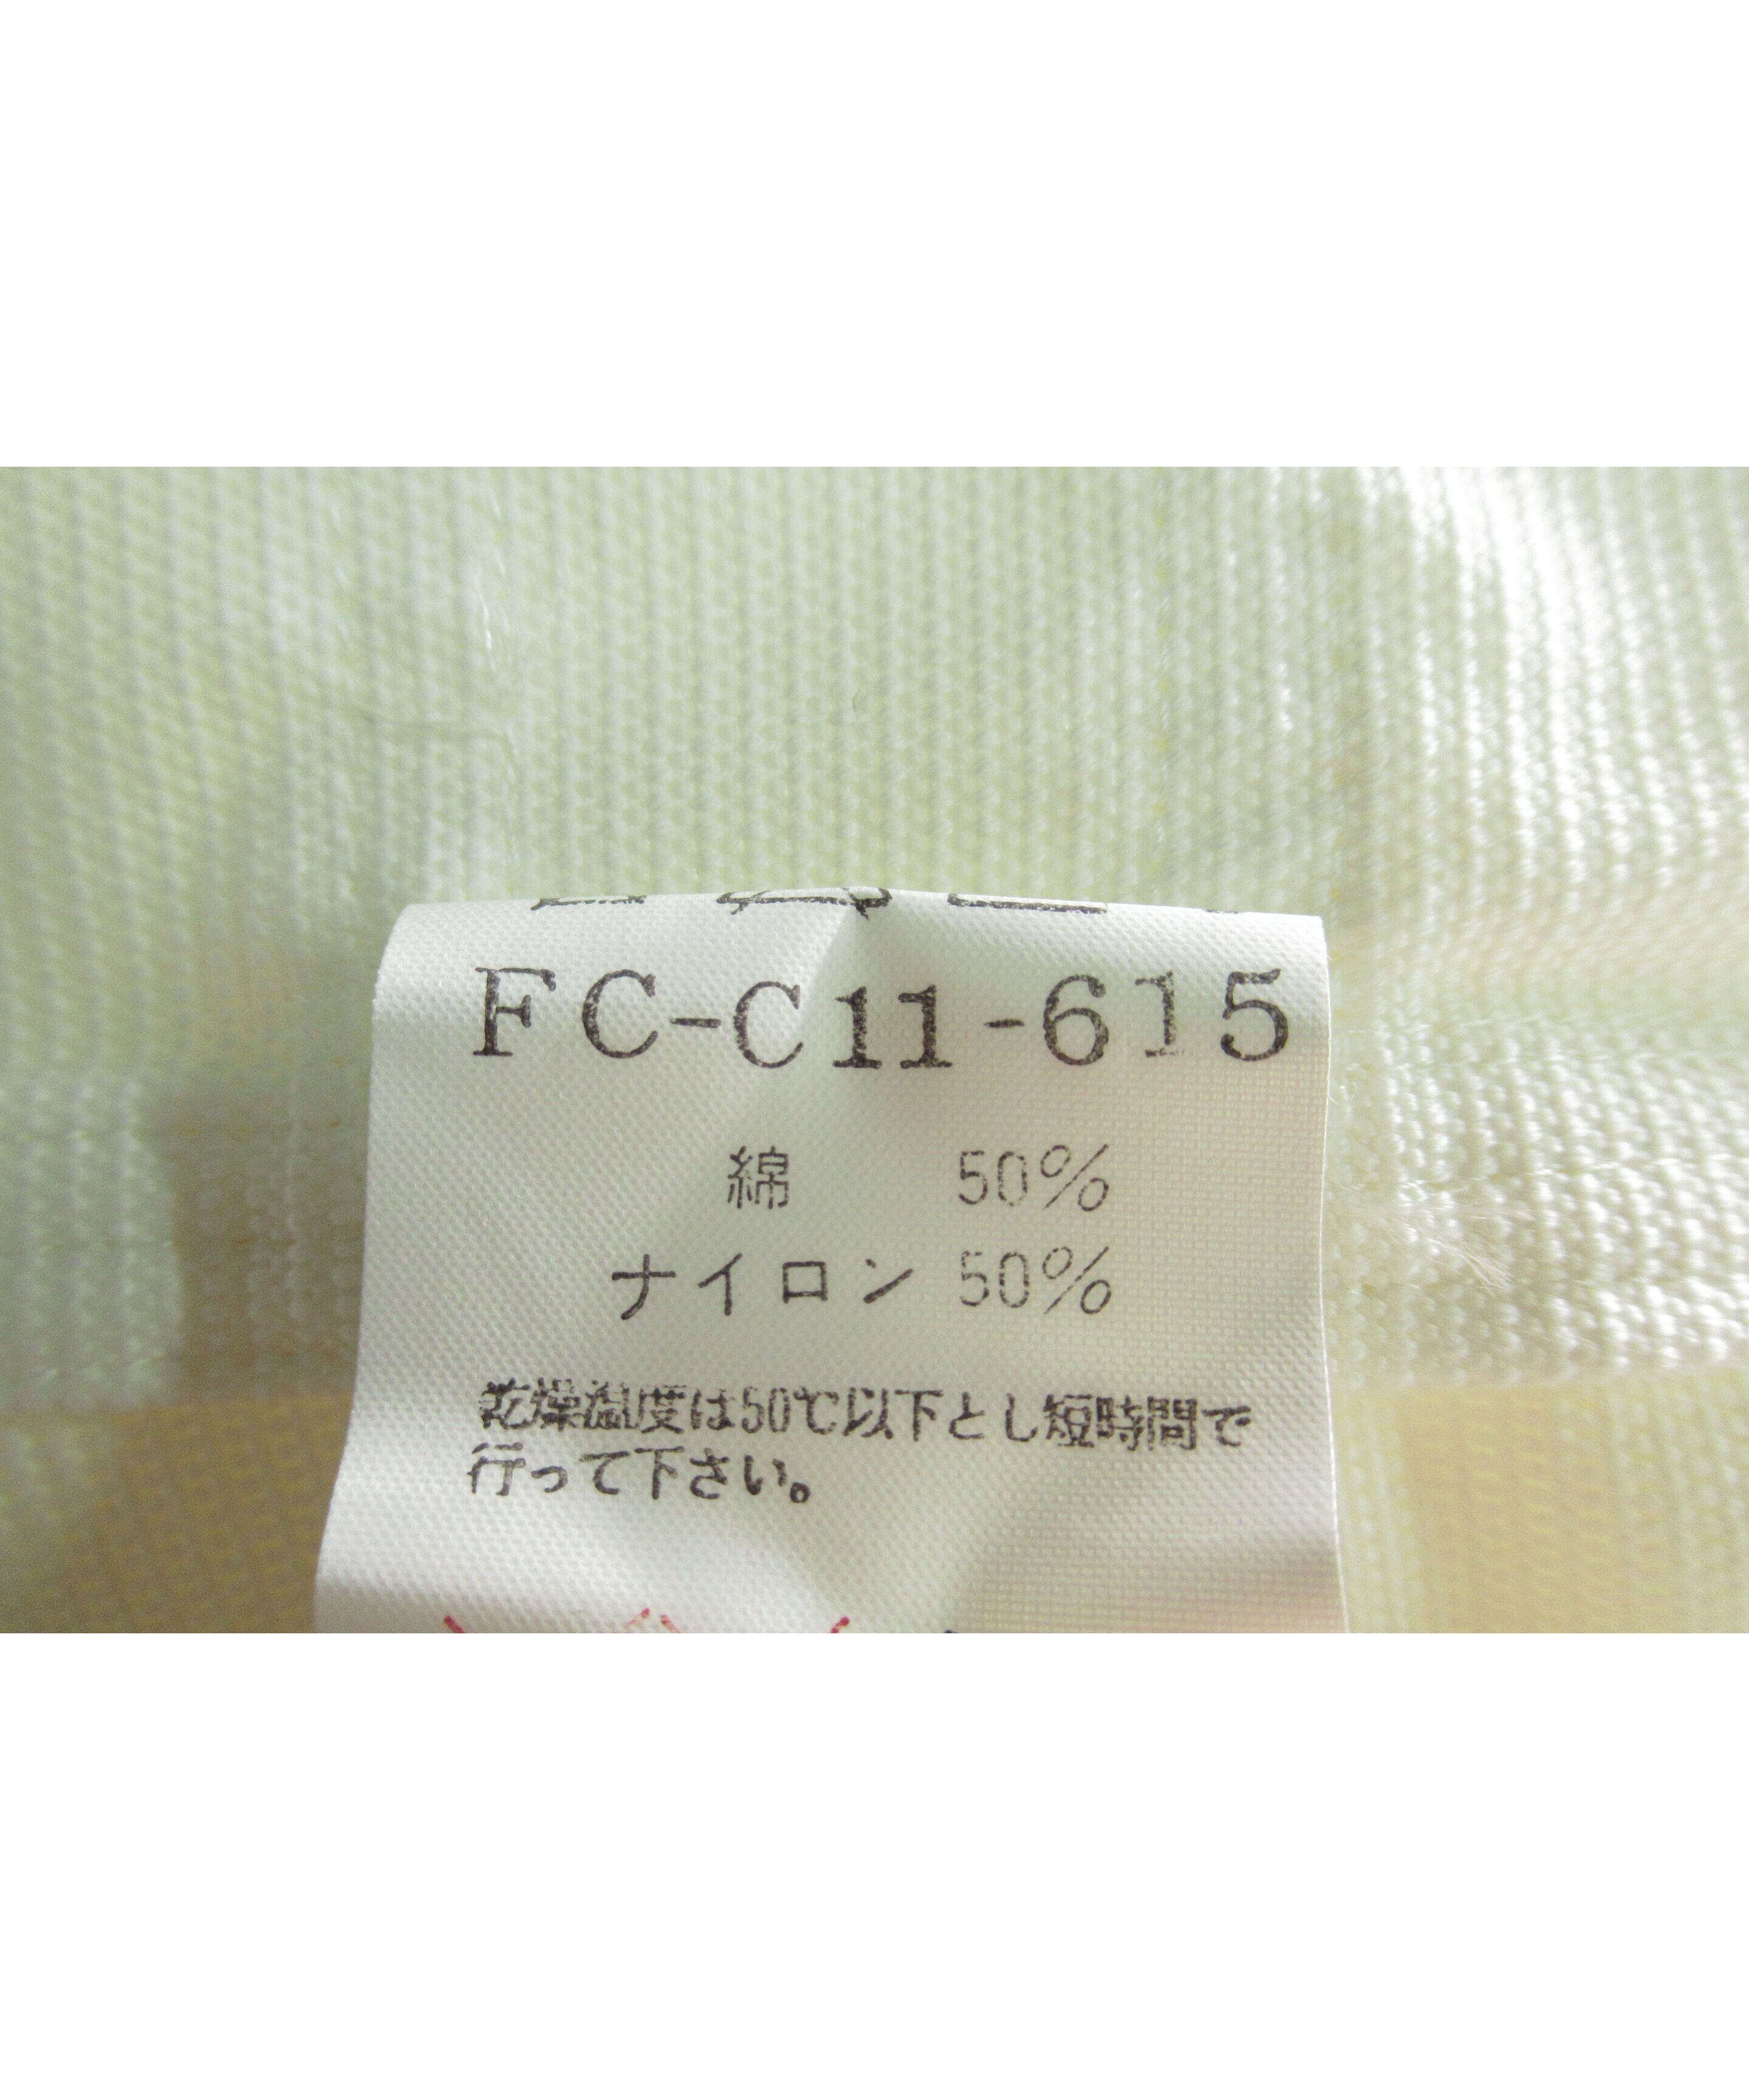 FC-C11-615
綿 50%
ナイロン 50%
乾燥温度は50℃以下とし短時間で
行って下さい。